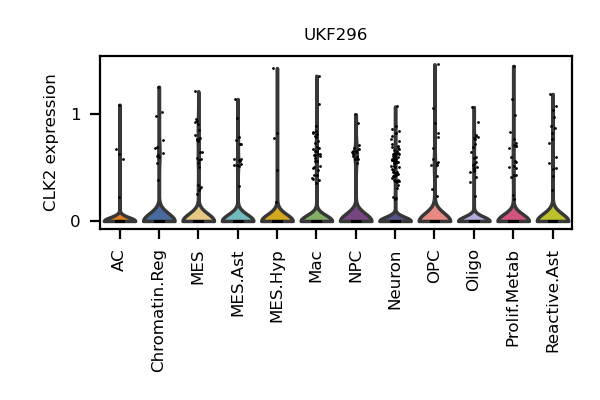 UKF296
CLK2 expression
1
0
AC
Chromatin.Reg
MES
MES.Ast
MES.Hyp
Mac
NPC
Neuron
OPC
Oligo
Prolif.Metab
Reactive.Ast